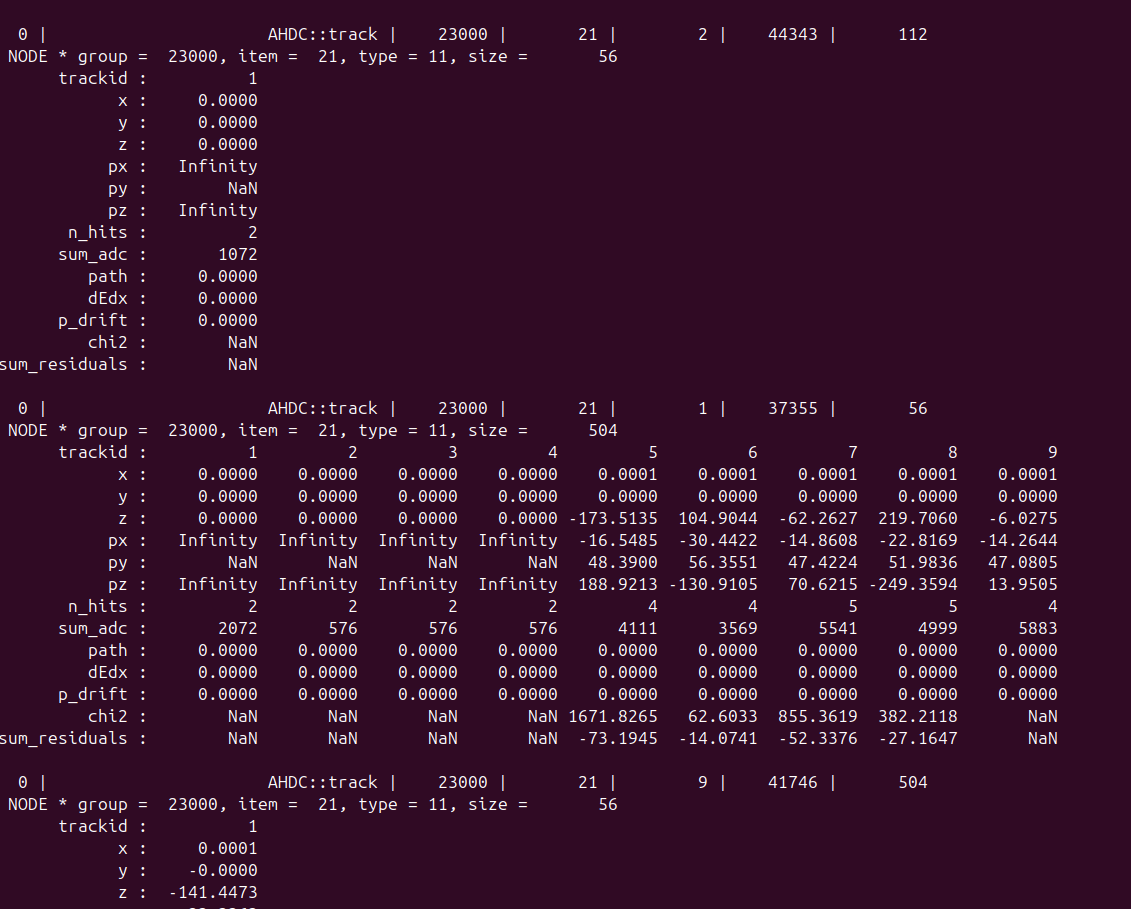 0 | AHDC::track | 23000 | 21 | 2 | 44343 | 112
NODE * group = 23000, item = 21, type = 11, size = 56
trackid : 1
x : 0.0000
y : 0.0000
z : 0.0000
px : Infinity
py : NaN
pz : Infinity
n_hits : 2
sum_adc : 1072
path : 0.0000
dEdx : 0.0000
p_drift : 0.0000
chi2 : NaN
sum_residuals : NaN
0 | AHDC::track | 23000 | 21 | 1 | 37355 | 56
NODE * group = 23000, item = 21, type = 11, size = 504
trackid : 1 2 3 4 5 6 7 8 9
x : 0.0000 0.0000 0.0000 0.0000 0.0001 0.0001 0.0001 0.0001 0.0001
y : 0.0000 0.0000 0.0000 0.0000 0.0000 0.0000 0.0000 0.0000 0.0000
z : 0.0000 0.0000 0.0000 0.0000 -173.5135 104.9044 -62.2627 219.7060 -6.0275
px : Infinity Infinity Infinity Infinity -16.5485 -30.4422 -14.8608 -22.8169 -14.2644
py : NaN NaN NaN NaN 48.3900 56.3551 47.4224 51.9836 47.0805
pz : Infinity Infinity Infinity Infinity 188.9213 -130.9105 70.6215 -249.3594 13.9505
n_hits : 2 2 2 2 4 4 5 5 4
sum_adc : 2072 576 576 576 4111 3569 5541 4999 5883
path : 0.0000 0.0000 0.0000 0.0000 0.0000 0.0000 0.0000 0.0000 0.0000
dEdx : 0.0000 0.0000 0.0000 0.0000 0.0000 0.0000 0.0000 0.0000 0.0000
p_drift : 0.0000 0.0000 0.0000 0.0000 0.0000 0.0000 0.0000 0.0000 0.0000
chi2 : NaN NaN NaN NaN 1671.8265 62.6033 855.3619 382.2118 NaN
sum_residuals : NaN NaN NaN NaN -73.1945 -14.0741 -52.3376 -27.1647 NaN
0 | AHDC::track | 23000 | 21 | 9 | 41746 | 504
NODE * group = 23000, item = 21, type = 11, size = 56
trackid : 1
x : 0.0001
y : -0.0000
z : -141.4473